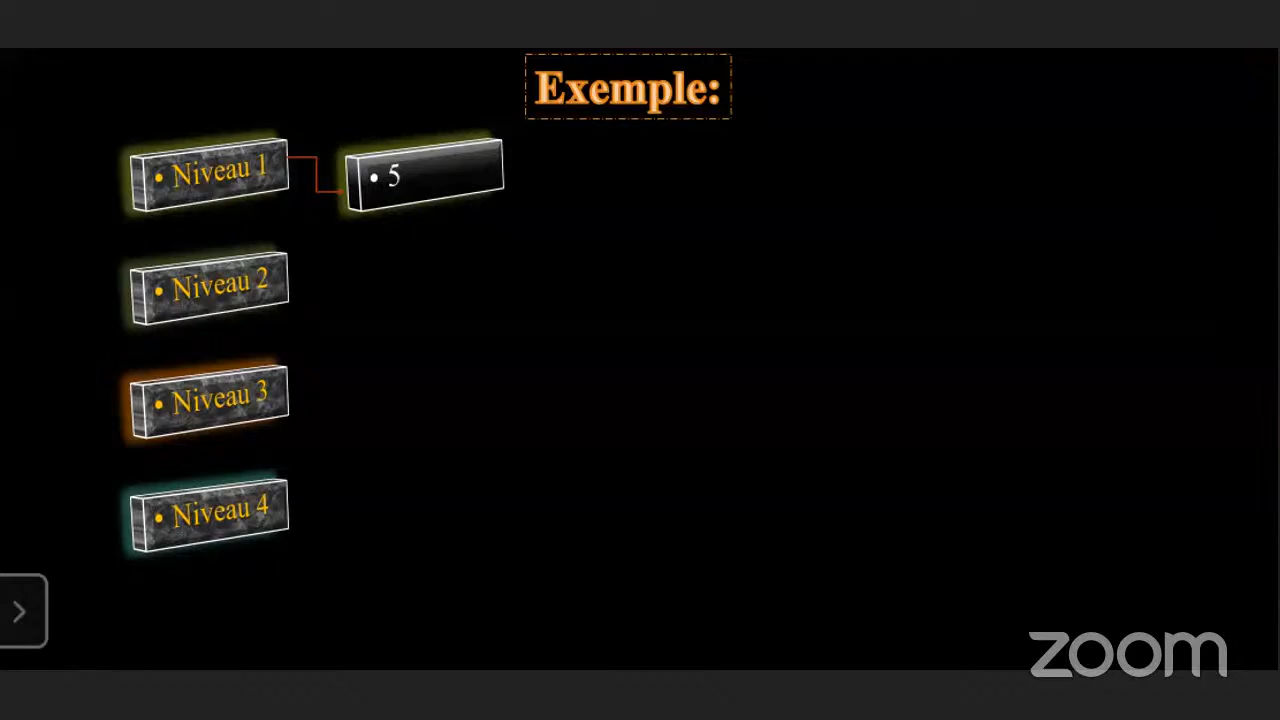 Exemple:
• Niveau 1
• 5
• Niveau 2
• Niveau 3
• Niveau 4
zoom